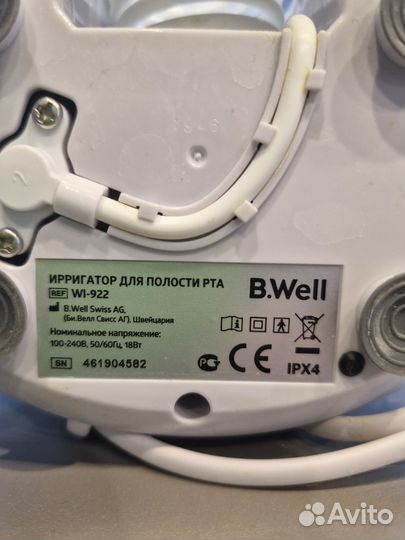 ИРРИГАТОР ДЛЯ ПОЛОСТИ РТА
REF WI-922
B.Well Swiss AG,
(Би.Велл Свисс АГ), Швейцария
Номинальное напряжение:
100-240В, 50/60Гц, 18Вт
SN 461904582
B.Well
CE
IPX4
Avito